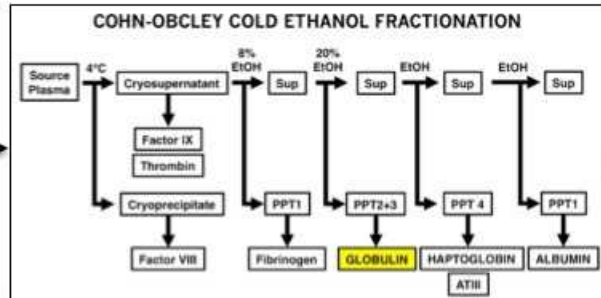 COHN-OBCLEY COLD ETHANOL FRACTIONATION
8%
EtOH
20%
EtOH
EtOH
EtOH
4°C
Source
Plasma
Cryosupernatant
Sup
Sup
Sup
Sup
Factor IX
Thrombin
Cryoprecipitate
PPT1
PPT2+3
PPT 4
PPT1
Factor VIII
Fibrinogen
GLOBULIN
HAPTOGLOBIN
ALBUMIN
ATIII